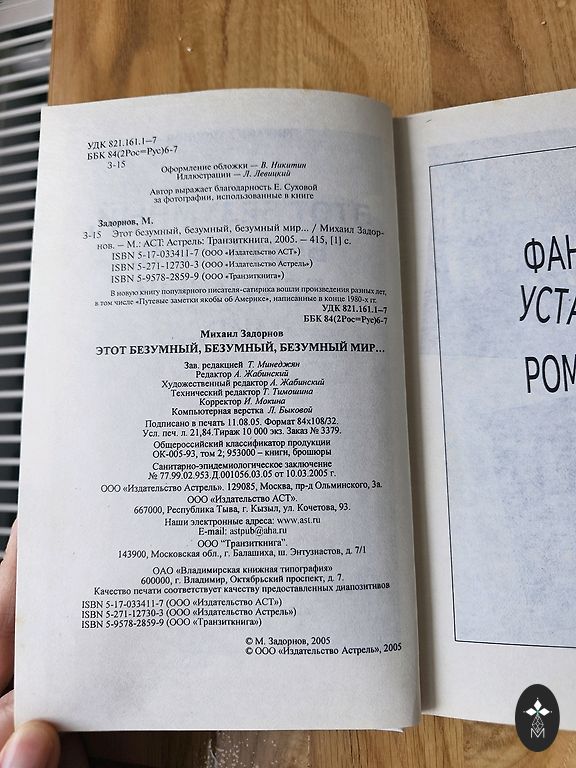 УДК 821.161.1–7
ББК 84(2Рос=Рус)6-7
З-15
Оформление обложки — В. Никитин
Иллюстрации — Л. Левицкий
Автор выражает благодарность Е. Суховой
за фотографии, использованные в книге
Задорнов, М.
З-15 Этот безумный, безумный, безумный мир... / Михаил Задор-
нов. – М.: АСТ: Астрель: Транзиткнига, 2005. – 415, [1] с.
ISBN 5-17-033411-7 (ООО «Издательство АСТ»)
ISBN 5-271-12730-3 (ООО «Издательство Астрель»)
ISBN 5-9578-2859-9 (ООО «Транзиткнига»)
В новую книгу популярного писателя-сатирика вошли произведения разных лет,
в том числе «Путевые заметки якобы об Америке», написанные в конце 1980-х гг.
УДК 821.161.1–7
ББК 84(2Рос=Рус)6-7
Михаил Задорнов
ЭТОТ БЕЗУМНЫЙ, БЕЗУМНЫЙ, БЕЗУМНЫЙ МИР...
Зав. редакцией Т. Минеджян
Редактор А. Жабинский
Художественный редактор А. Жабинский
Технический редактор Т. Тимошина
Корректор И. Мокина
Компьютерная верстка Л. Быковой
Подписано в печать 11.08.05. Формат 84х108/32.
Усл. печ. л. 21,84. Тираж 10 000 экз. Заказ № 3379.
Общероссийский классификатор продукции
ОК-005-93, том 2; 953000 – книги, брошюры
Санитарно-эпидемиологическое заключение
№ 77.99.02.953.Д.001056.03.05 от 10.03.2005 г.
ООО «Издательство Астрель». 129085, Москва, пр-д Ольминского, 3а.
ООО «Издательство АСТ».
667000, Республика Тыва, г. Кызыл, ул. Кочетова, 93.
Наши электронные адреса: www.ast.ru
E-mail: astpub@aha.ru
ООО "Транзиткнига".
143900, Московская обл., г. Балашиха, ш. Энтузиастов, д. 7/1
ОАО «Владимирская книжная типография»
600000, г. Владимир, Октябрьский проспект, д. 7.
Качество печати соответствует качеству предоставленных диапозитивов
ISBN 5-17-033411-7 (ООО «Издательство АСТ»)
ISBN 5-271-12730-3 (ООО «Издательство Астрель»)
ISBN 5-9578-2859-9 (ООО «Транзиткнига»)
© М. Задорнов, 2005
© ООО «Издательство Астрель», 2005
ФАН
УСТА
РОМ